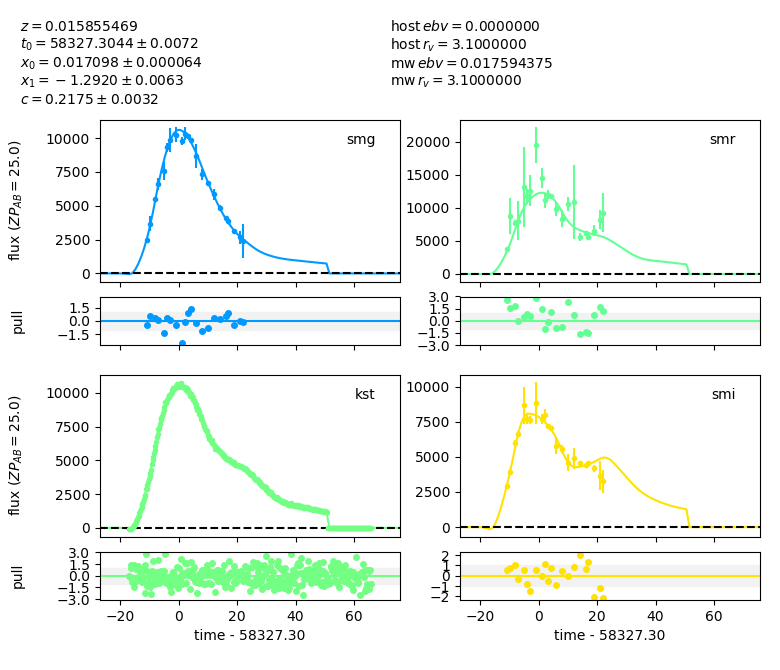 z = 0.015855469
t₀ = 58327.3044 ± 0.0072
x₀ = 0.017098 ± 0.000064
x₁ = −1.2920 ± 0.0063
c = 0.2175 ± 0.0032
host ebv = 0.0000000
host r_v = 3.1000000
mw ebv = 0.017594375
mw r_v = 3.1000000
flux (ZP_AB = 25.0)
10000
7500
5000
2500
0
smg
20000
15000
10000
5000
0
smr
pull
1.5
0.0
−1.5
3.0
1.5
0.0
−1.5
−3.0
flux (ZP_AB = 25.0)
10000
7500
5000
2500
0
kst
10000
7500
5000
2500
0
smi
pull
3.0
1.5
0.0
−1.5
−3.0
2
1
0
−1
−2
−20
0
20
40
60
time - 58327.30
−20
0
20
40
60
time - 58327.30